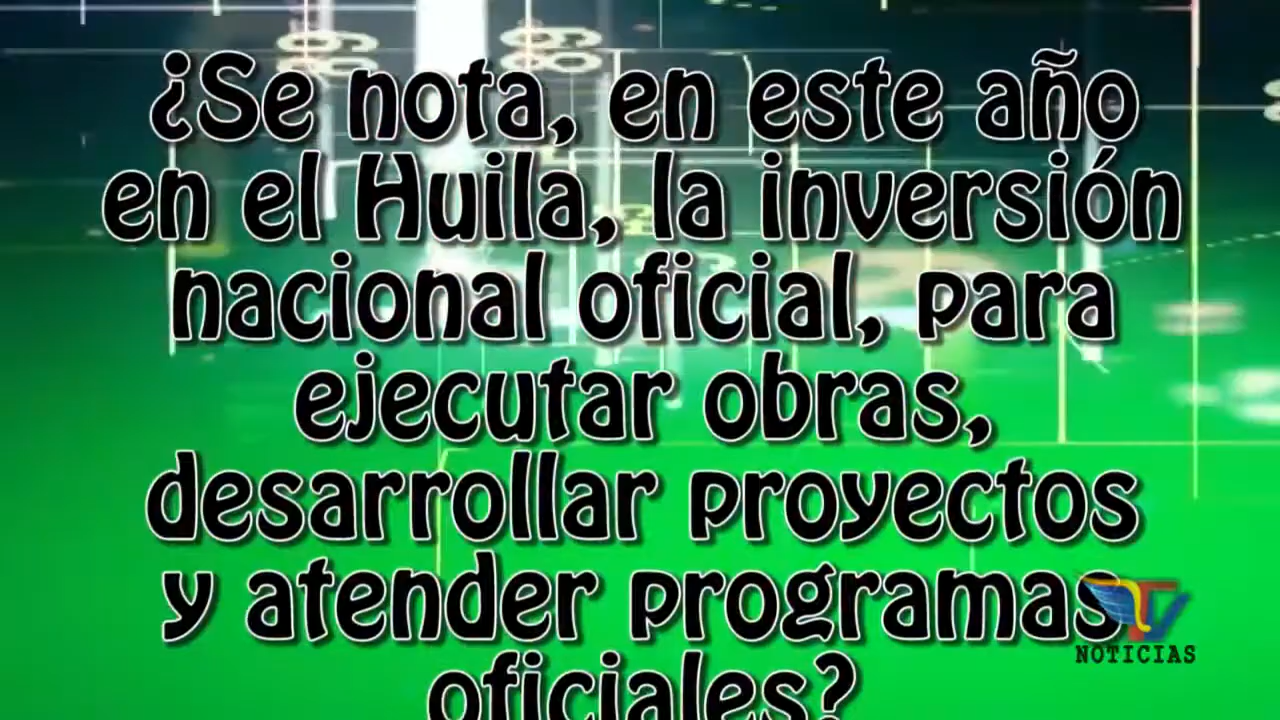 ¿Se nota, en este año
en el Huila, la inversión
nacional oficial, para
ejecutar obras,
desarrollar proyectos
y atender programas
oficiales?
TV
NOTICIAS